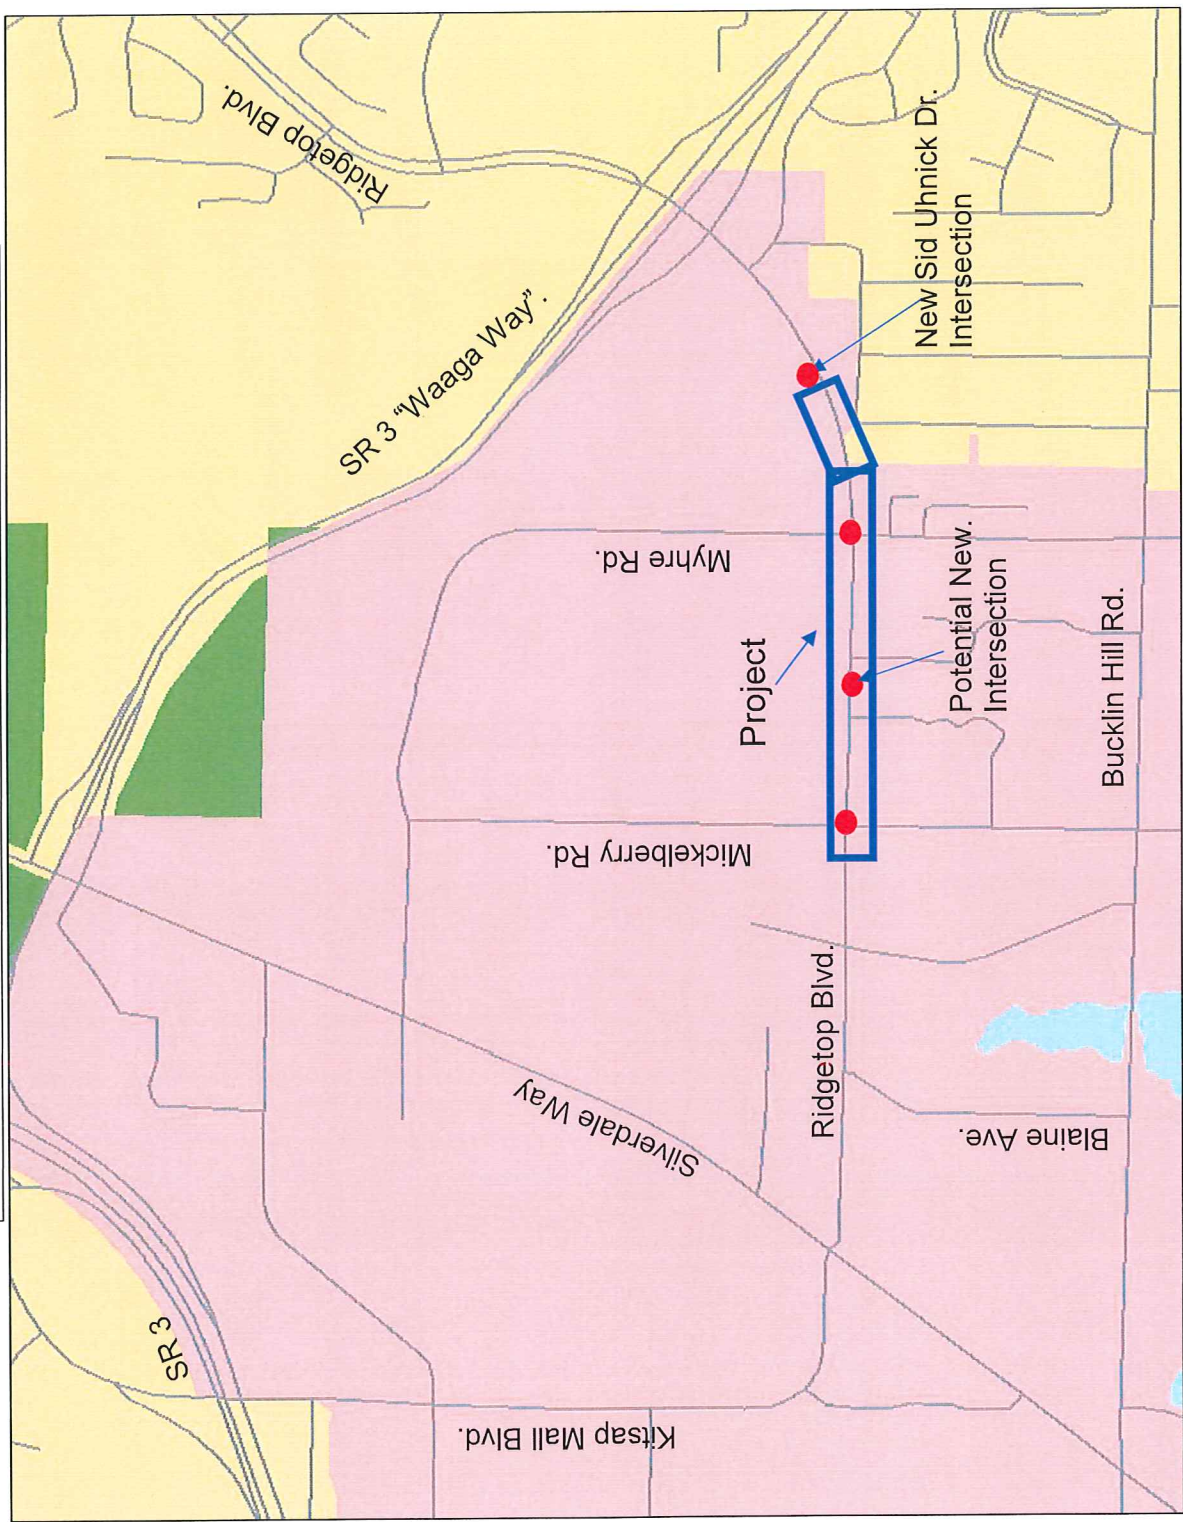 Ridgetop Blvd.
SR 3 “Waaga Way”.
New Sid Uhnick Dr.
Intersection
Myhre Rd.
Project
Potential New.
Intersection
Mickelberry Rd.
Bucklin Hill Rd.
Ridgetop Blvd.
Silverdale Way
Blaine Ave.
SR 3
Kitsap Mall Blvd.